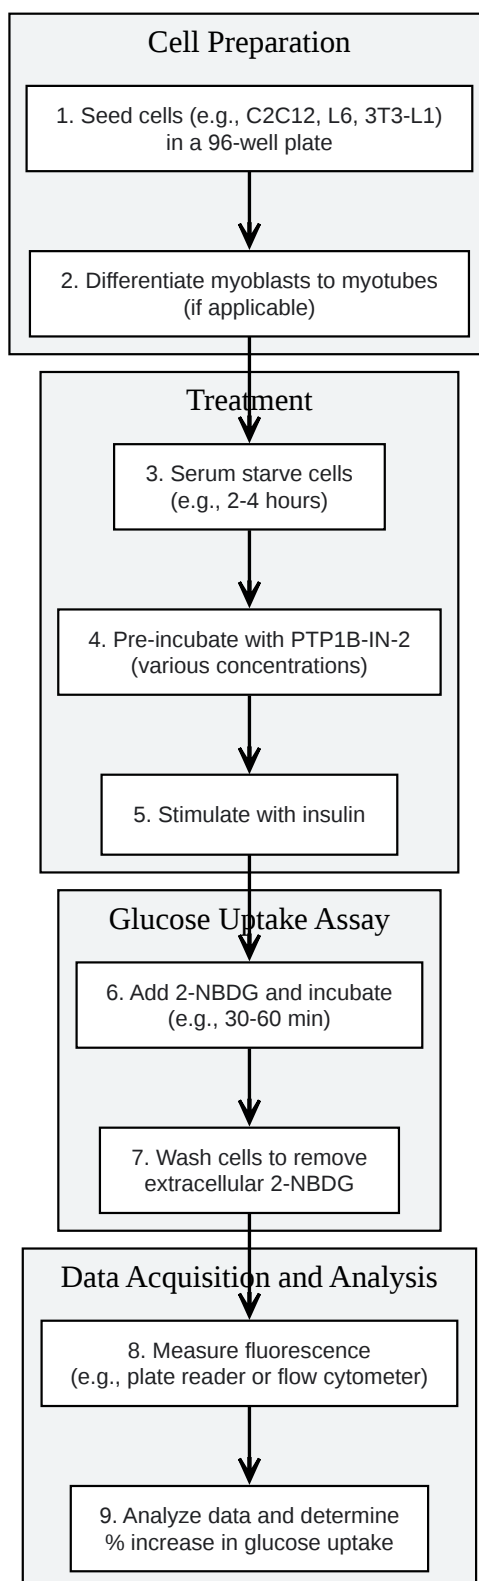 Cell Preparation
1. Seed cells (e.g., C2C12, L6, 3T3-L1)
in a 96-well plate
2. Differentiate myoblasts to myotubes
(if applicable)
Treatment
3. Serum starve cells
(e.g., 2-4 hours)
4. Pre-incubate with PTP1B-IN-2
(various concentrations)
5. Stimulate with insulin
Glucose Uptake Assay
6. Add 2-NBDG and incubate
(e.g., 30-60 min)
7. Wash cells to remove
extracellular 2-NBDG
Data Acquisition and Analysis
8. Measure fluorescence
(e.g., plate reader or flow cytometer)
9. Analyze data and determine
% increase in glucose uptake